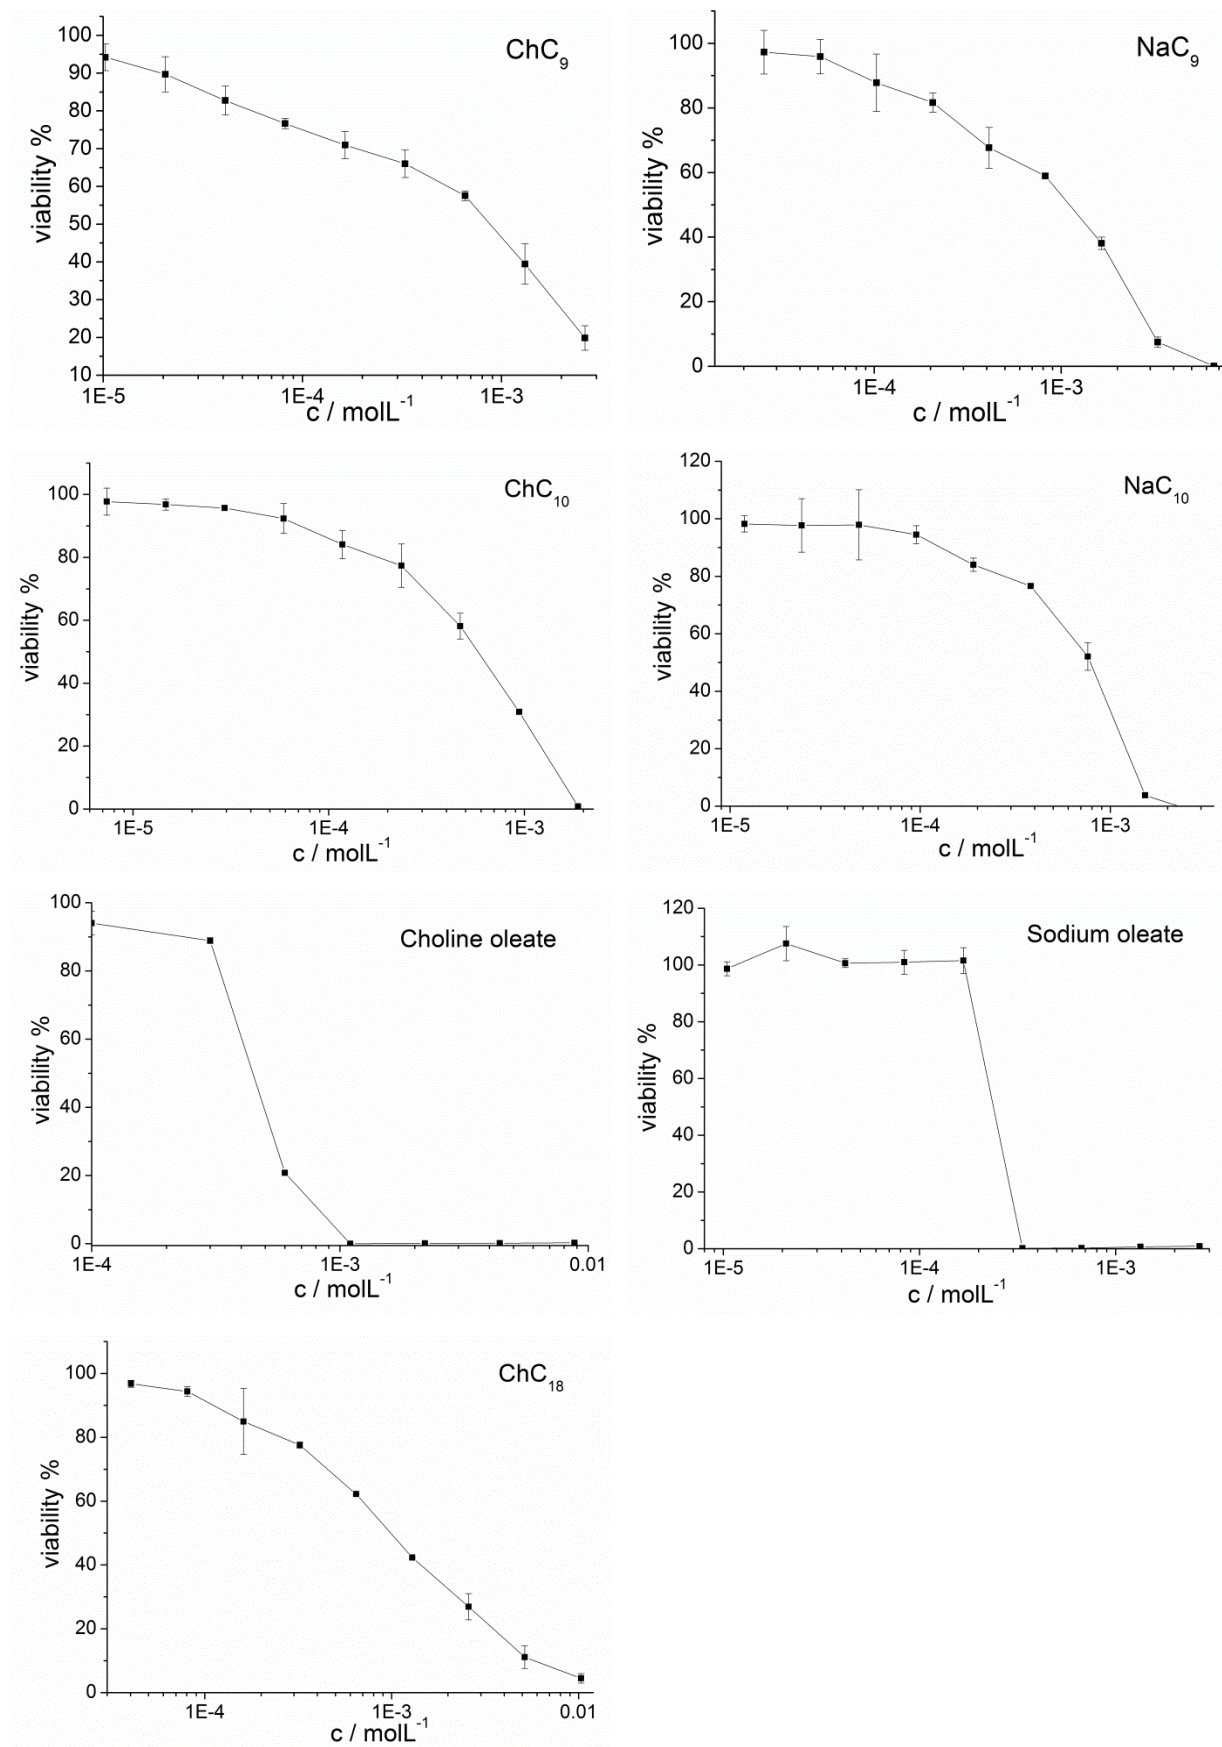 ChC9
viability %
100
90
80
70
60
50
40
30
20
10
1E-5
1E-4
1E-3
c / molL-1
NaC9
viability %
100
80
60
40
20
0
1E-4
1E-3
c / molL-1
ChC10
viability %
100
80
60
40
20
0
1E-5
1E-4
1E-3
c / molL-1
NaC10
viability %
120
100
80
60
40
20
0
1E-5
1E-4
1E-3
c / molL-1
Choline oleate
viability %
100
80
60
40
20
0
1E-4
1E-3
0.01
c / molL-1
Sodium oleate
viability %
120
100
80
60
40
20
0
1E-5
1E-4
1E-3
c / molL-1
ChC18
viability %
100
80
60
40
20
0
1E-4
1E-3
0.01
c / molL-1